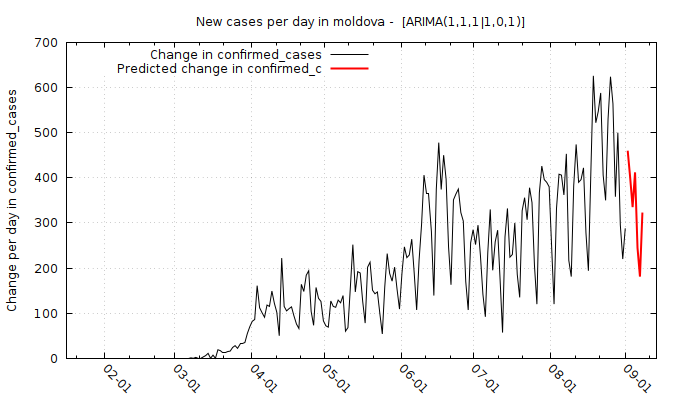 New cases per day in moldova -  [ARIMA(1,1,1|1,0,1)]
Change in confirmed_cases
Predicted change in confirmed_c
Change per day in confirmed_cases
700
600
500
400
300
200
100
0
02-01 03-01 04-01 05-01 06-01 07-01 08-01 09-01